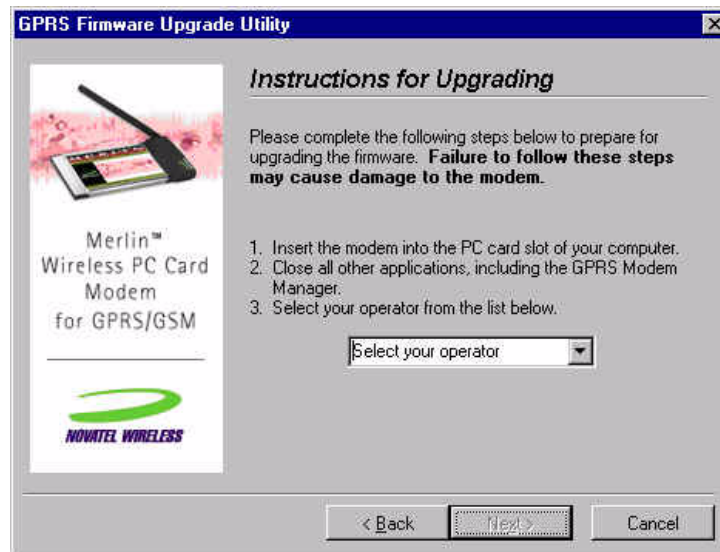 GPRS Firmware Upgrade Utility
Instructions for Upgrading
Please complete the following steps below to prepare for
upgrading the firmware. Failure to follow these steps
may cause damage to the modem.
1. Insert the modem into the PC card slot of your computer.
2. Close all other applications, including the GPRS Modem
Manager.
3. Select your operator from the list below.
Select your operator
Merlin™
Wireless PC Card
Modem
for GPRS/GSM
NOVATEL WIRELESS
< Back
Next >
Cancel